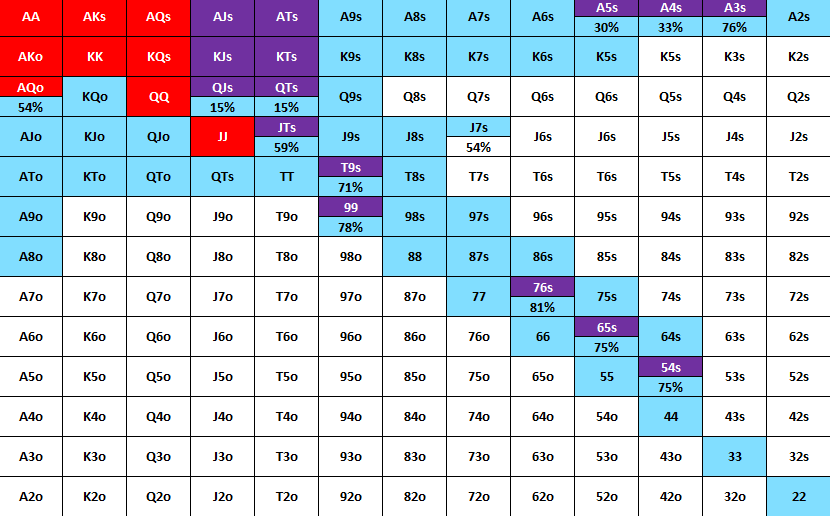 AA AKs AQs AJs ATs A9s A8s A7s A6s A5s A4s A3s A2s
30% 33% 76%
AKo KK KQs KJs KTs K9s K8s K7s K6s K5s K5s K3s K2s
AQo KQo QQ QJs QTs Q9s Q8s Q7s Q6s Q6s Q5s Q4s Q2s
54% 15% 15%
AJo KJo QJo JJ JTs J9s J8s J7s J6s J6s J5s J4s J2s
59% 54%
ATo KTo QTo QTs TT T9s T8s T7s T6s T6s T5s T4s T2s
71%
A9o K9o Q9o J9o T9o 99 98s 97s 96s 95s 94s 93s 92s
78%
A8o K8o Q8o J8o T8o 98o 88 87s 86s 85s 84s 83s 82s
A7o K7o Q7o J7o T7o 97o 87o 77 76s 75s 74s 73s 72s
81%
A6o K6o Q6o J6o T6o 96o 86o 76o 66 65s 64s 63s 62s
75%
A5o K5o Q5o J5o T5o 95o 85o 75o 65o 55 54s 53s 52s
75%
A4o K4o Q4o J4o T4o 94o 84o 74o 64o 54o 44 43s 42s
A3o K3o Q3o J3o T3o 93o 83o 73o 63o 53o 43o 33 32s
A2o K2o Q2o J2o T2o 92o 82o 72o 62o 52o 42o 32o 22